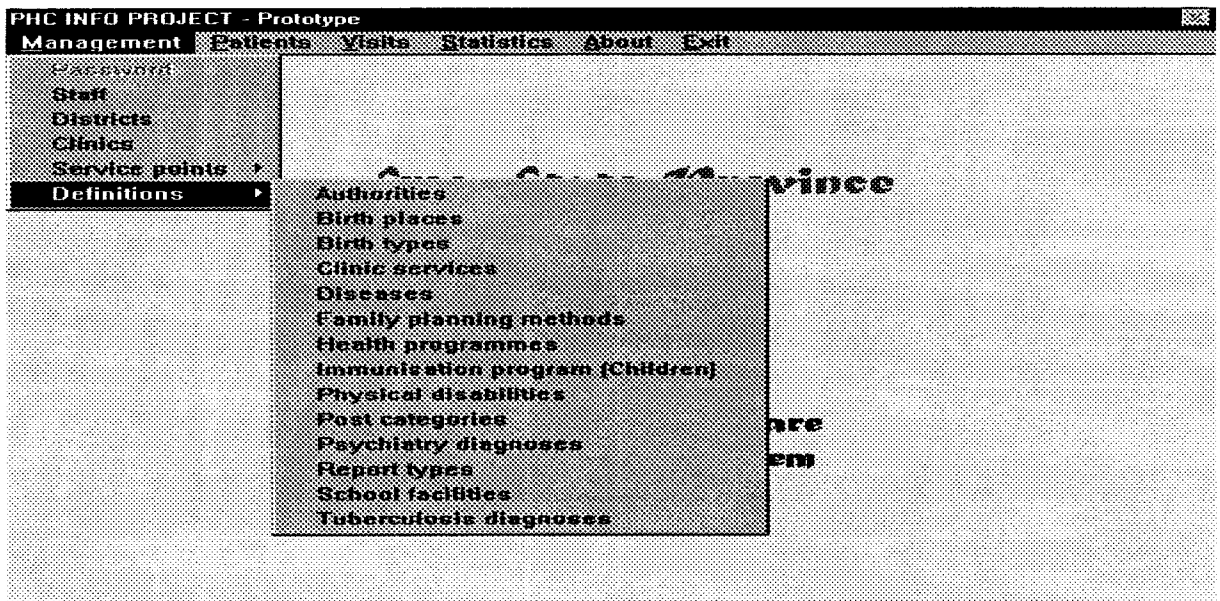 PHC INFO PROJECT - Prototype
Management Patients Visits Statistics About Exit
Password
Staff
Districts
Clinics
Service points
Definitions
Authorities
Birth places
Birth types
Clinic services
Diseases
Family planning methods
Health programmes
Immunisation program (Children)
Physical disabilities
Post categories
Psychiatry diagnoses
Report types
School facilities
Tuberculosis diagnoses